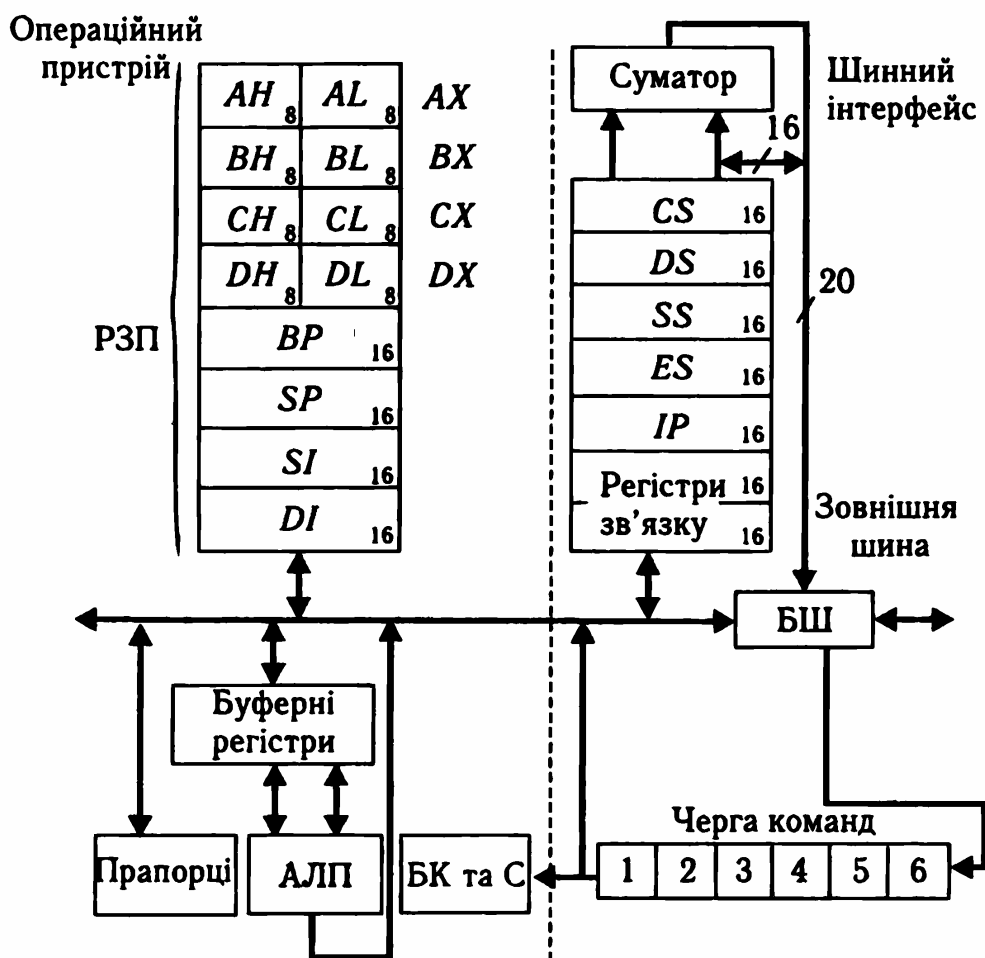 Операційний
пристрій
AH 8 AL 8 AX
BH 8 BL 8 BX
CH 8 CL 8 CX
DH 8 DL 8 DX
РЗП
BP 16
SP 16
SI 16
DI 16
Суматор
Шинний
інтерфейс
16
CS 16
DS 16
20
SS 16
ES 16
IP 16
Регістри 16
зв'язку 16
Зовнішня
шина
БШ
Буферні
регістри
Прапорці
АЛП
БК та С
Черга команд
1 2 3 4 5 6